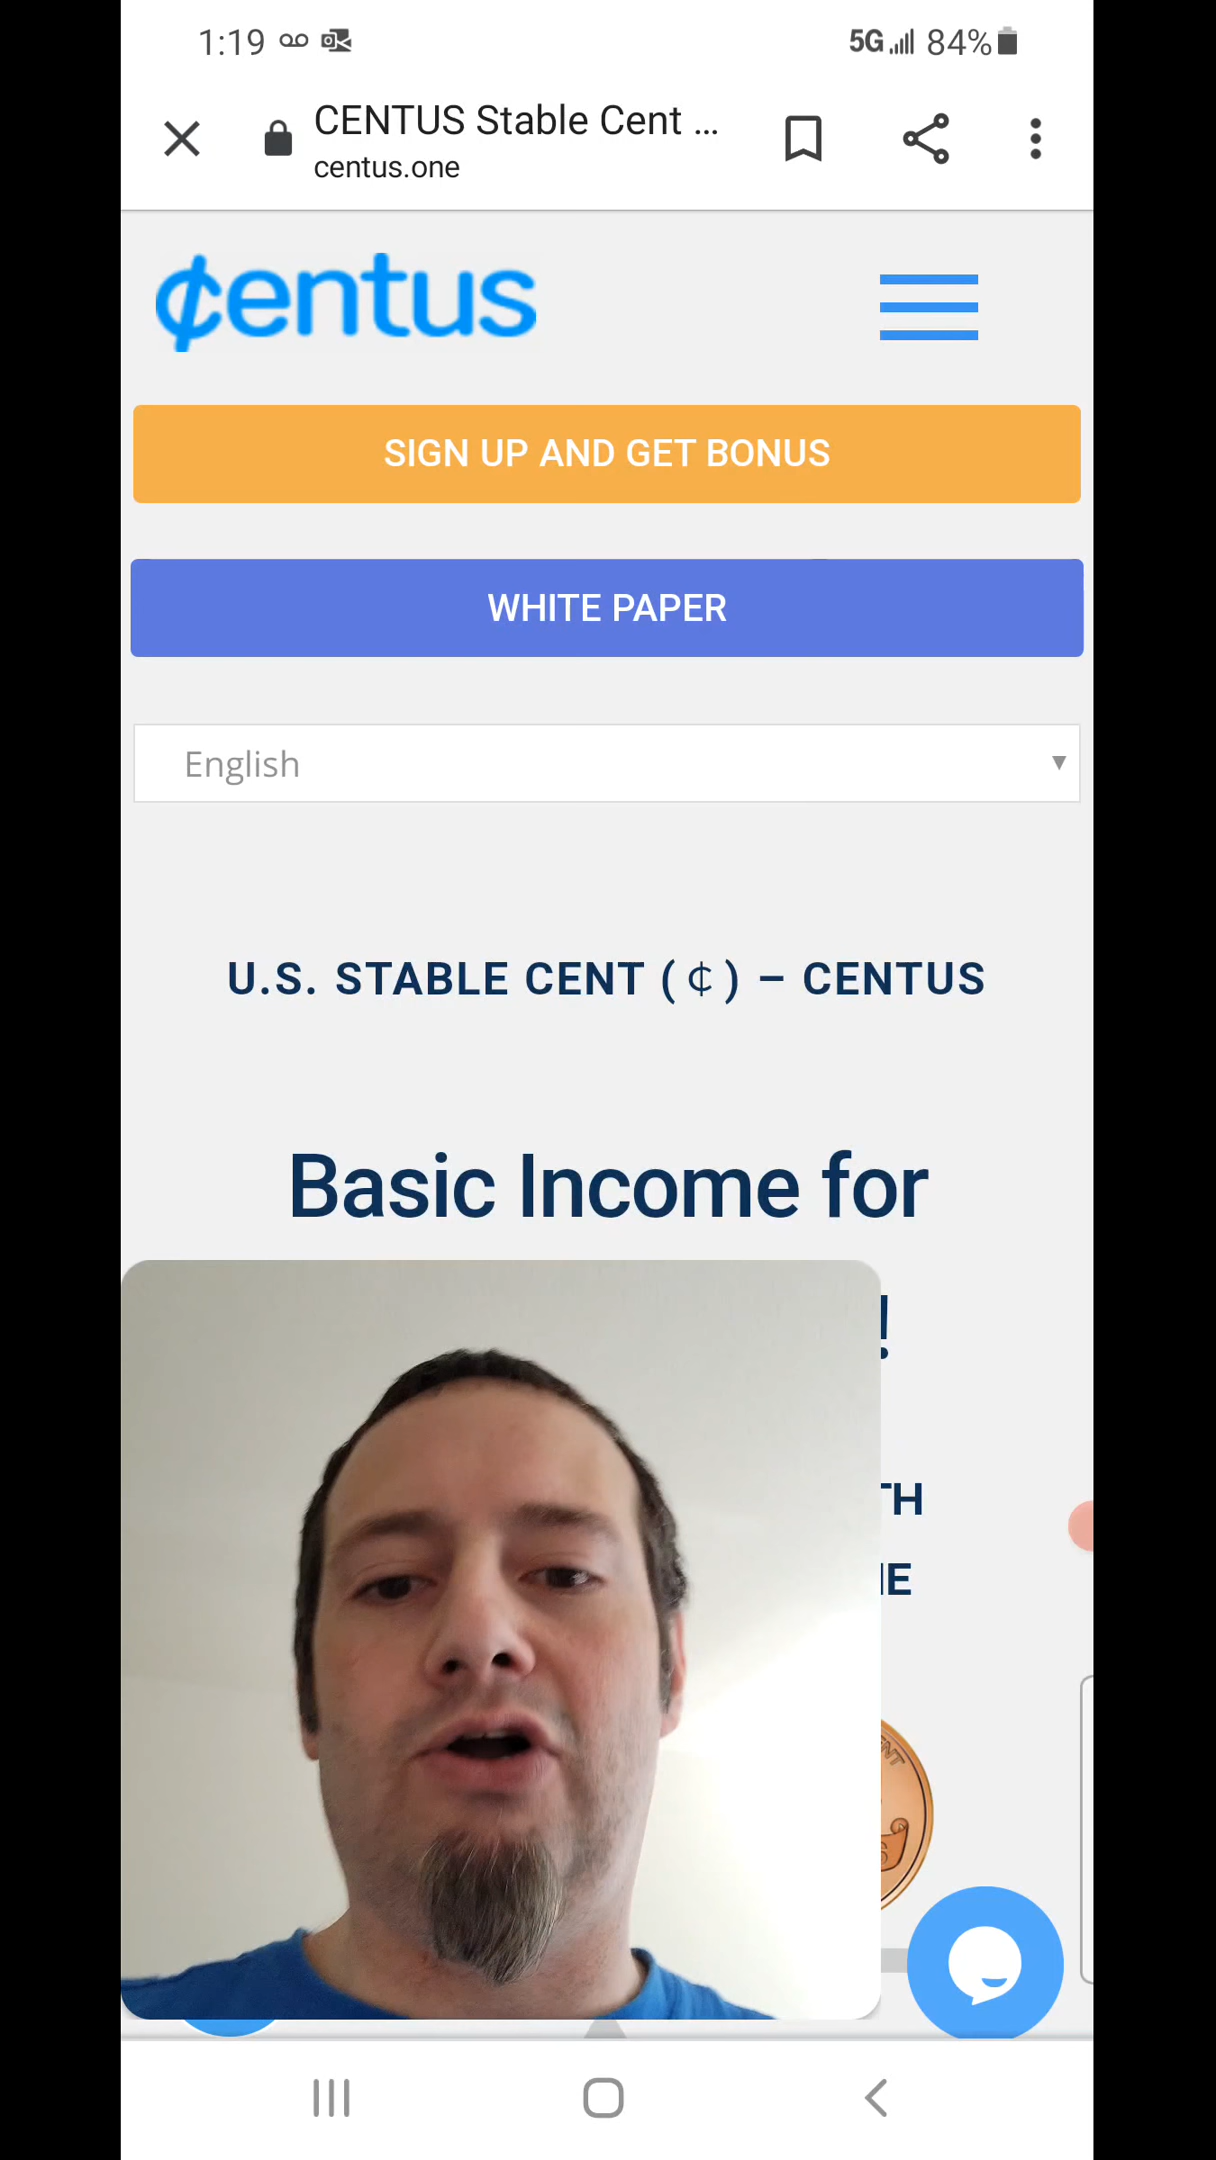 1:19
5G 84%
CENTUS Stable Cent ...
centus.one
¢entus
SIGN UP AND GET BONUS
WHITE PAPER
English
U.S. STABLE CENT (¢) – CENTUS
Basic Income for
!
TH